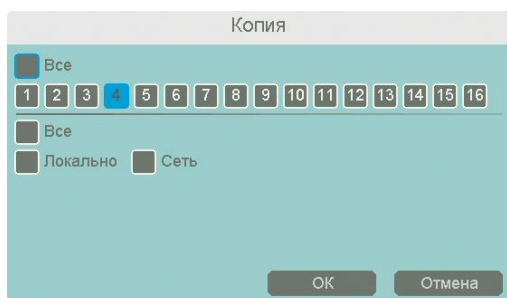 Копия
Все
1 2 3 4 5 6 7 8 9 10 11 12 13 14 15 16
Все
Локально Сеть
ОК Отмена